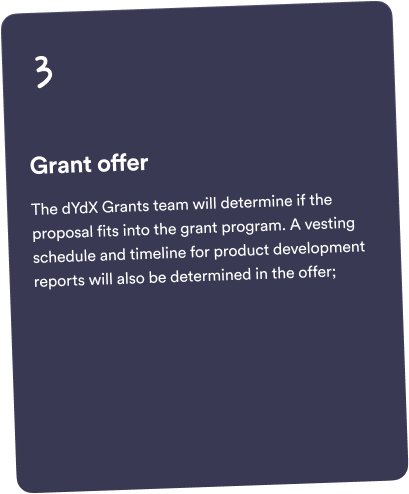 3
Grant offer
The dYdX Grants team will determine if the
proposal fits into the grant program. A vesting
schedule and timeline for product development
reports will also be determined in the offer;